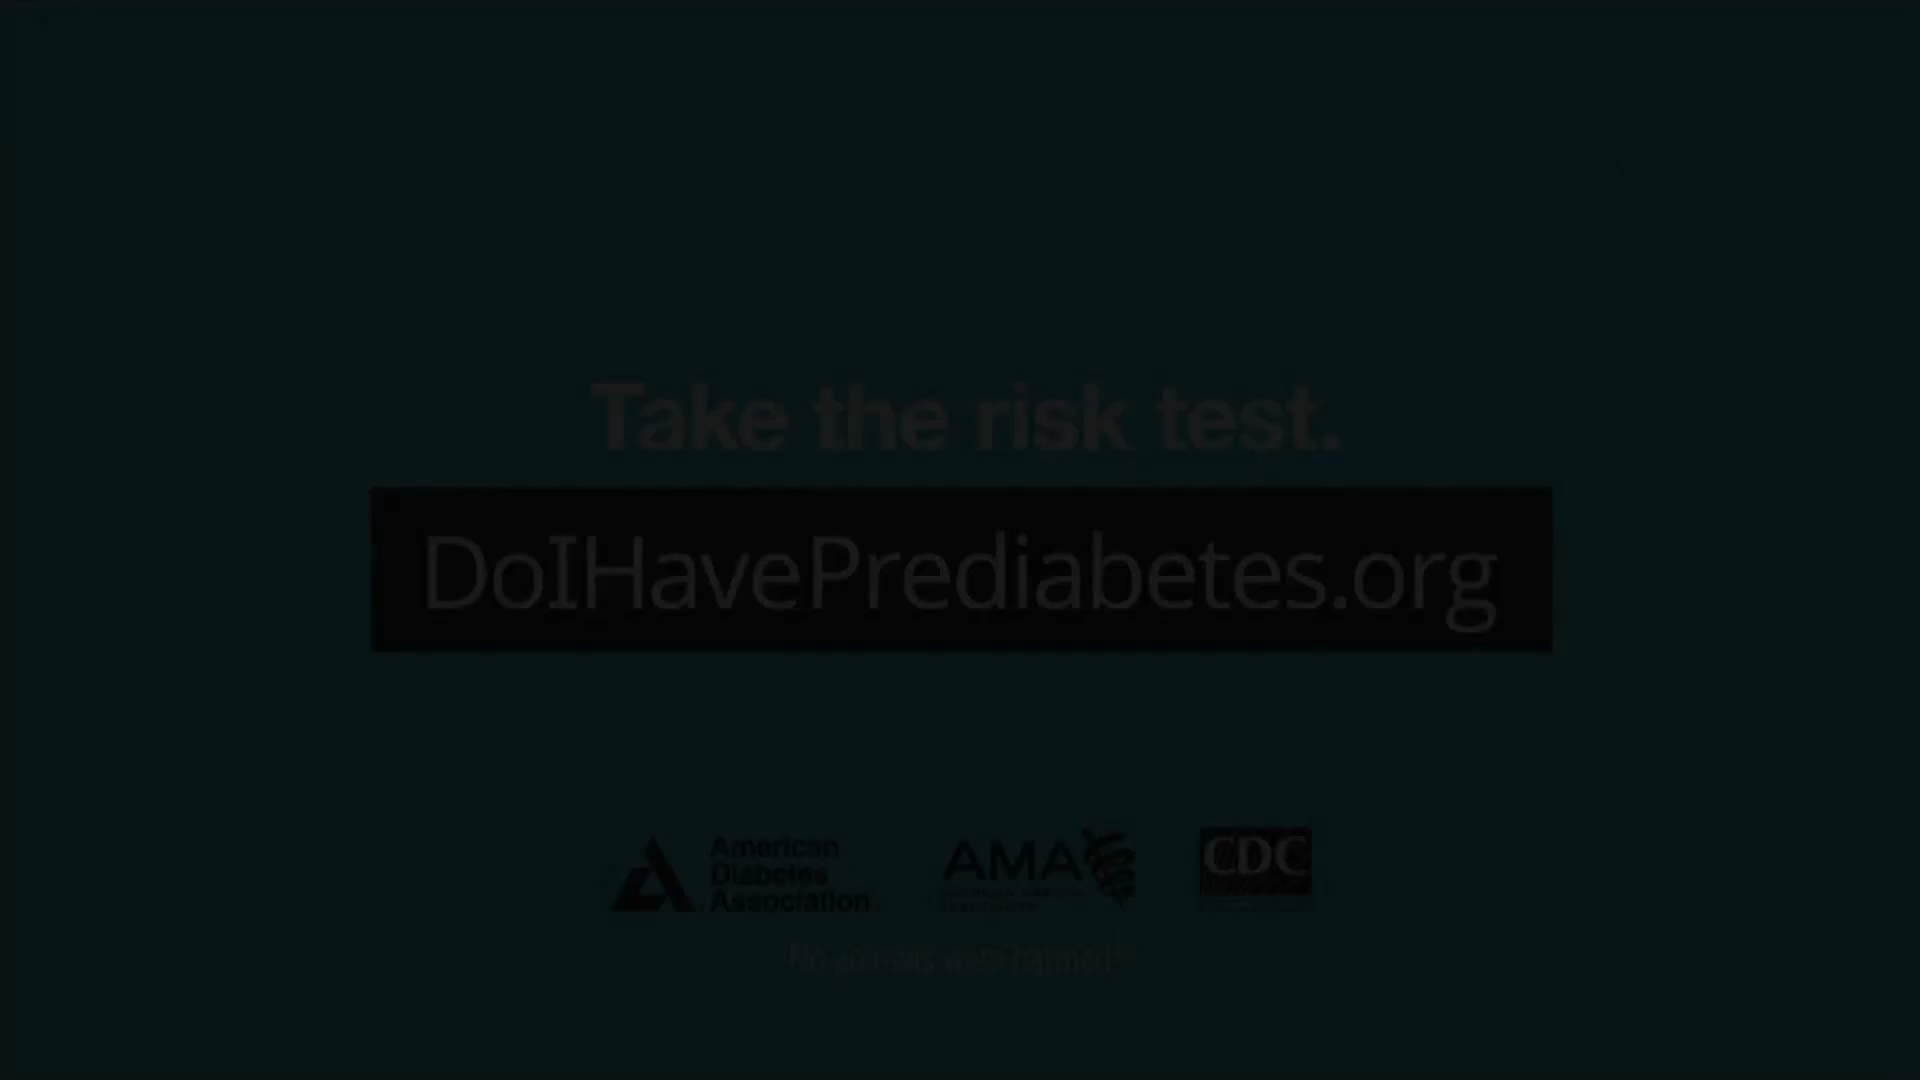 Take the risk test.
DoIHavePrediabetes.org
American
Diabetes
Association
AMA
CDC
No animals were harmed